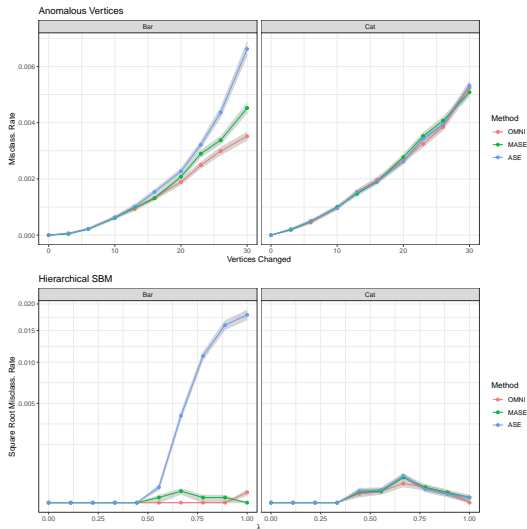 Anomalous Vertices
Bar
Cat
Misclass. Rate
0.006
0.004
0.002
0.000
0 10 20 30
0 10 20 30
Vertices Changed
Method
OMNI
MASE
ASE
Hierarchical SBM
Bar
Cat
Square Root Misclass. Rate
0.020
0.015
0.010
0.005
0.000
0.00 0.25 0.50 0.75 1.00
0.00 0.25 0.50 0.75 1.00
Method
OMNI
MASE
ASE